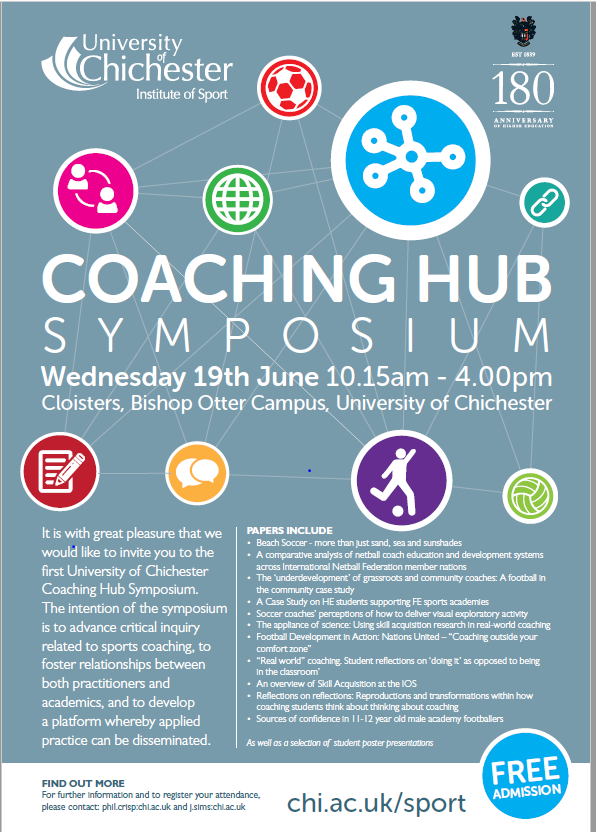 University
of
Chichester
Institute of Sport
EST 1839
180
ANNIVERSARY
OF HIGHER EDUCATION
COACHING HUB
SYMPOSIUM
Wednesday 19th June 10.15am - 4.00pm
Cloisters, Bishop Otter Campus, University of Chichester
It is with great pleasure that we
would like to invite you to the
first University of Chichester
Coaching Hub Symposium.
The intention of the symposium
is to advance critical inquiry
related to sports coaching, to
foster relationships between
both practitioners and
academics, and to develop
a platform whereby applied
practice can be disseminated.
PAPERS INCLUDE
• Beach Soccer - more than just sand, sea and sunshades
• A comparative analysis of netball coach education and development systems
across International Netball Federation member nations
• The 'underdevelopment' of grassroots and community coaches: A football in
the community case study
• A Case Study on HE students supporting FE sports academies
• Soccer coaches' perceptions of how to deliver visual exploratory activity
• The appliance of science: Using skill acquisition research in real-world coaching
• Football Development in Action: Nations United – “Coaching outside your
comfort zone”
• “Real world” coaching. Student reflections on 'doing it' as opposed to being
in the classroom'
• An overview of Skill Acquisition at the IOS
• Reflections on reflections: Reproductions and transformations within how
coaching students think about thinking about coaching
• Sources of confidence in 11-12 year old male academy footballers
As well as a selection of student poster presentations
FIND OUT MORE
For further information and to register your attendance,
please contact: phil.crisp:chi.ac.uk and j.sims:chi.ac.uk
chi.ac.uk/sport
FREE
ADMISSION